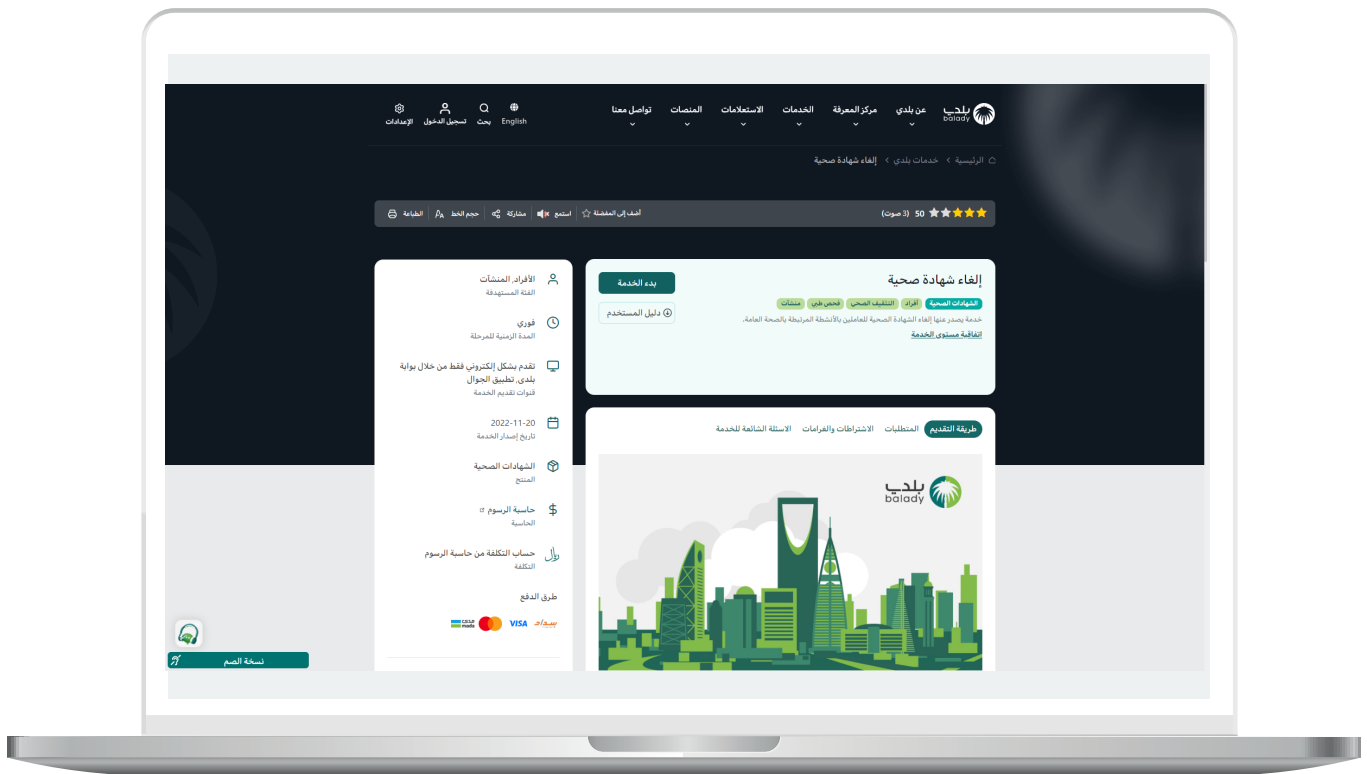 بلدي
balady
عن بلدي
مركز المعرفة
الخدمات
الاستعلامات
المنصات
تواصل معنا
English
بحث
تسجيل الدخول
الإعدادات
الرئيسية > خدمات بلدي > إلغاء شهادة صحية
50 (3 صوت)
أضف إلى المفضلة
استمع
مشاركة
حجم الخط
الطباعة
إلغاء شهادة صحية
الشهادات الصحية أفراد التثقيف الصحي فحص طبي منشآت
خدمة يصدر عنها إلغاء الشهادة الصحية للعاملين بالأنشطة المرتبطة بالصحة العامة.
اتفاقية مستوى الخدمة
بدء الخدمة
دليل المستخدم
طريقة التقديم المتطلبات الاشتراطات والغرامات الاسئلة الشائعة للخدمة
بلدي
balady
الأفراد, المنشآت
الفئة المستهدفة
فوري
المدة الزمنية للمرحلة
تقدم بشكل إلكتروني فقط من خلال بوابة
بلدي, تطبيق الجوال
قنوات تقديم الخدمة
2022-11-20
تاريخ إصدار الخدمة
الشهادات الصحية
المنتج
حاسبة الرسوم
الحاسبة
حساب التكلفة من حاسبة الرسوم
التكلفة
طرق الدفع
سداد VISA مدى mada
نسخة الصم